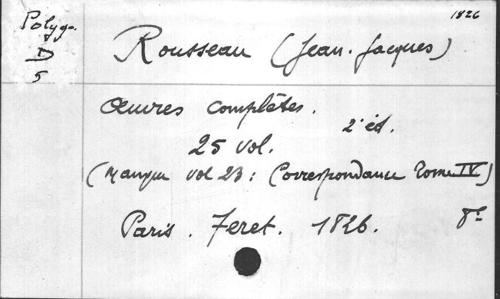 1826
Polyg.
D
5
Rousseau (Jean-Jacques)
Œuvres complètes.
2e éd.
25 vol.
(Manque vol 23 : Correspondance Tome IV)
Paris. Feret. 1826. 8°